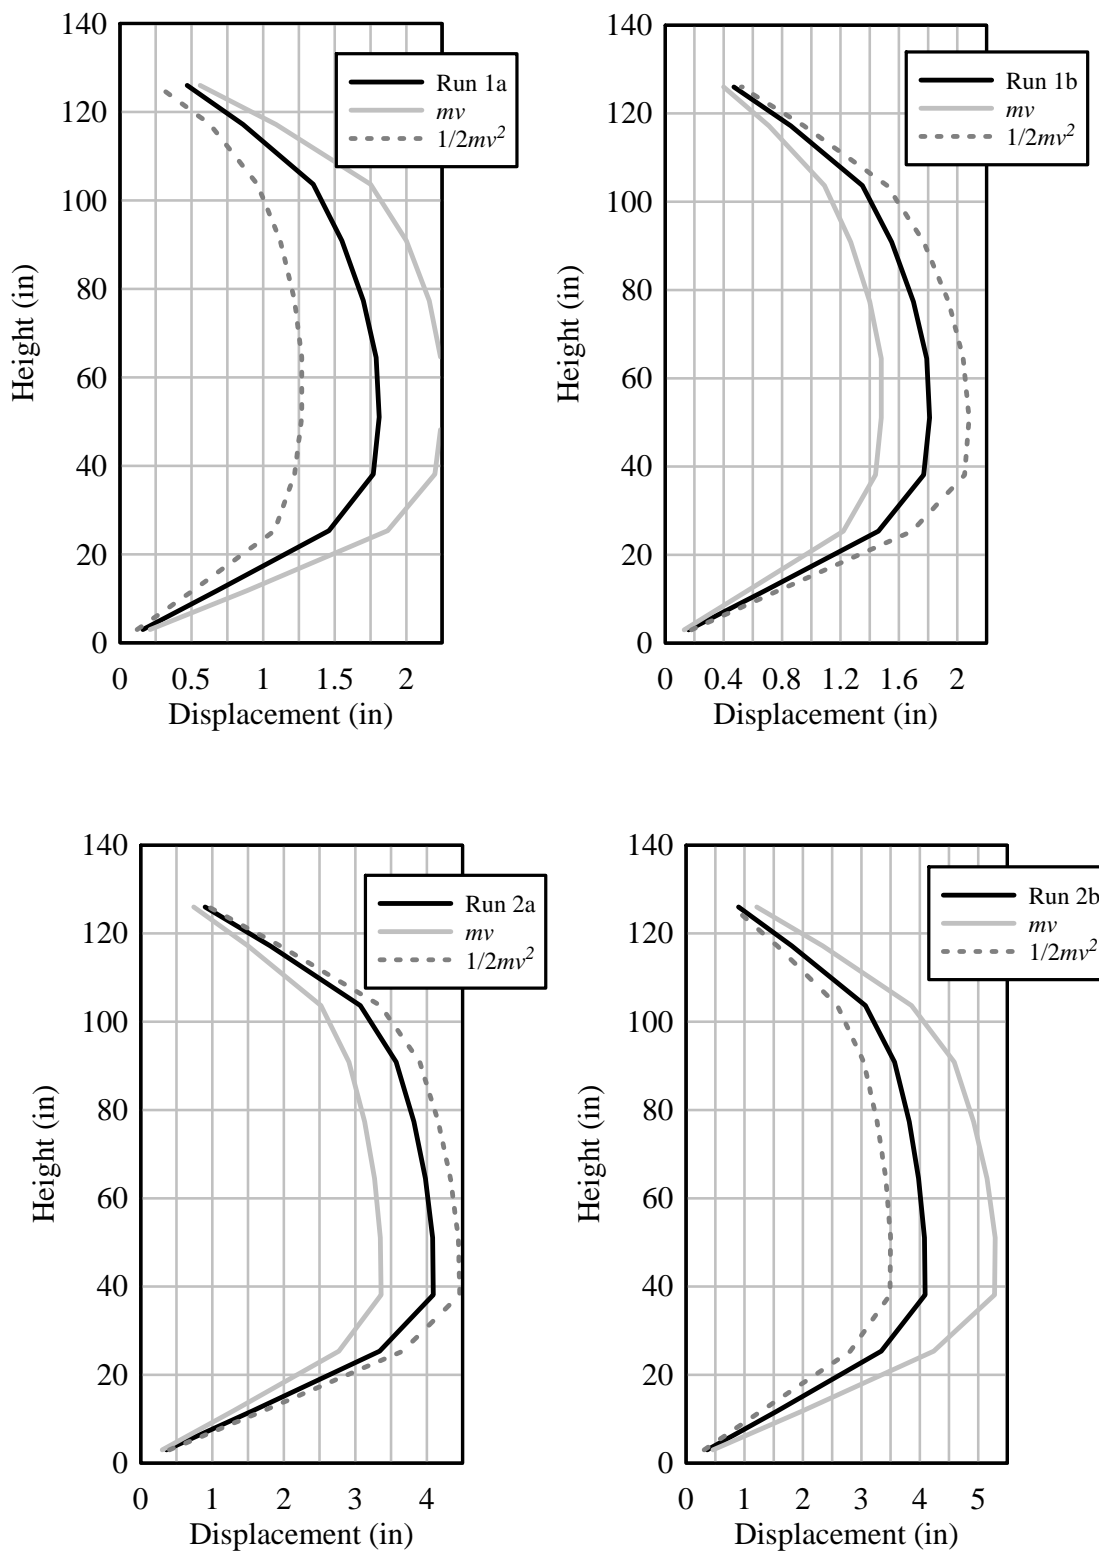 140
120
100
80
60
40
20
0
Height (in)
0 0.5 1 1.5 2
Displacement (in)
Run 1a
mv
1/2mv²
140
120
100
80
60
40
20
0
Height (in)
0 0.4 0.8 1.2 1.6 2
Displacement (in)
Run 1b
mv
1/2mv²
140
120
100
80
60
40
20
0
Height (in)
0 1 2 3 4
Displacement (in)
Run 2a
mv
1/2mv²
140
120
100
80
60
40
20
0
Height (in)
0 1 2 3 4 5
Displacement (in)
Run 2b
mv
1/2mv²